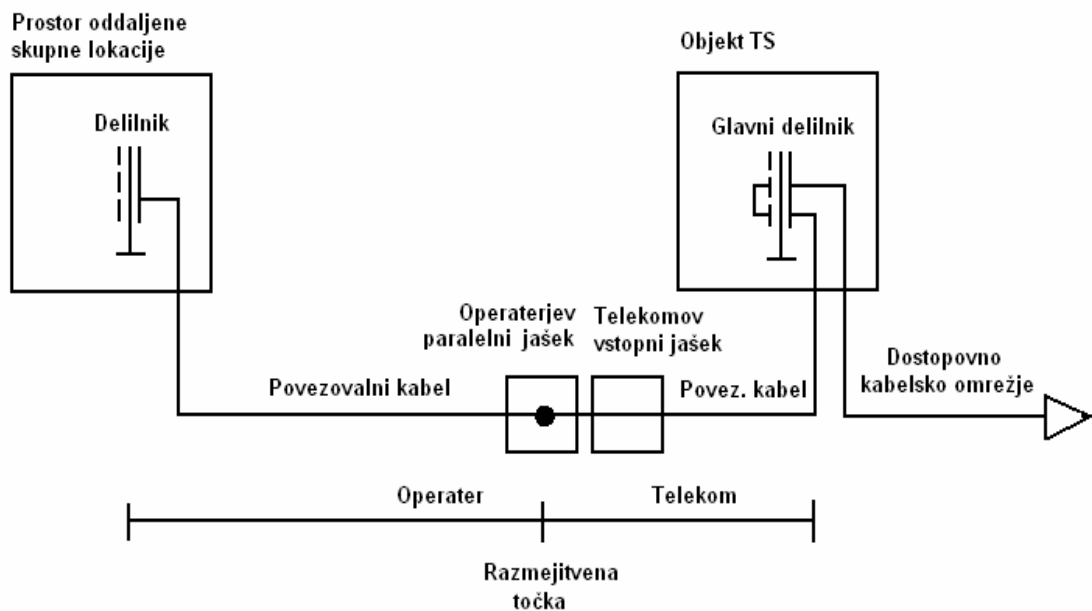 Prostor oddaljene
skupne lokacije
Objekt TS
Delilnik
Glavni delilnik
Operaterjev
paralelni jašek
Telekomov
vstopni jašek
Povezovalni kabel
Povez. kabel
Dostopovno
kabelsko omrežje
Operater
Telekom
Razmejitvena
točka